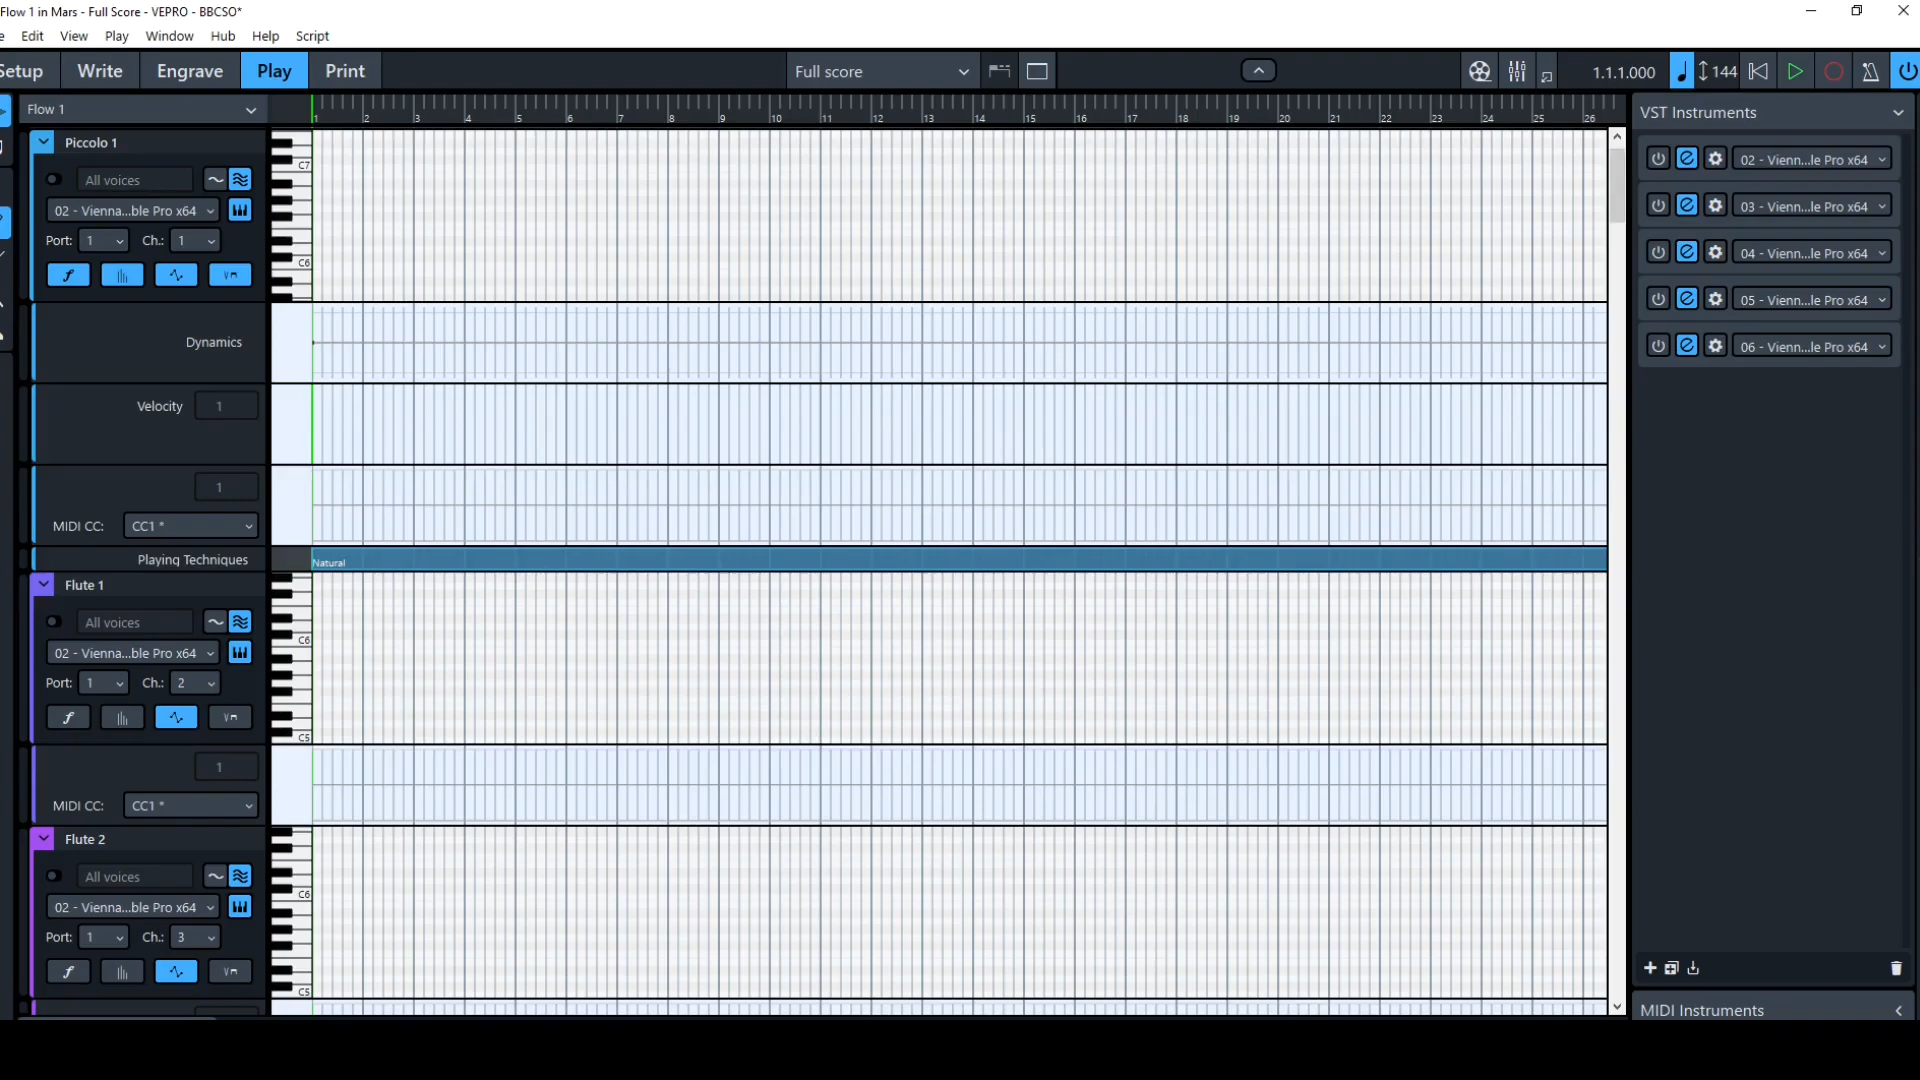 Flow 1 in Mars - Full Score - VEPRO - BBCSO*
Edit View Play Window Hub Help Script
Setup Write Engrave Play Print Full score 1.1.1.000 144
Flow 1
1 2 3 4 5 6 7 8 9 10 11 12 13 14 15 16 17 18 19 20 21 22 23 24 25 26
VST Instruments
Piccolo 1
C7
All voices
02 - Vienna...ble Pro x64
Port: 1 Ch.: 1
C6
02 - Vienn...le Pro x64
03 - Vienn...le Pro x64
04 - Vienn...le Pro x64
05 - Vienn...le Pro x64
06 - Vienn...le Pro x64
Dynamics
Velocity 1
1
MIDI CC: CC1 *
Playing Techniques
Natural
Flute 1
All voices
C6
02 - Vienna...ble Pro x64
Port: 1 Ch.: 2
C5
1
MIDI CC: CC1 *
Flute 2
All voices
C6
02 - Vienna...ble Pro x64
Port: 1 Ch.: 3
C5
MIDI Instruments